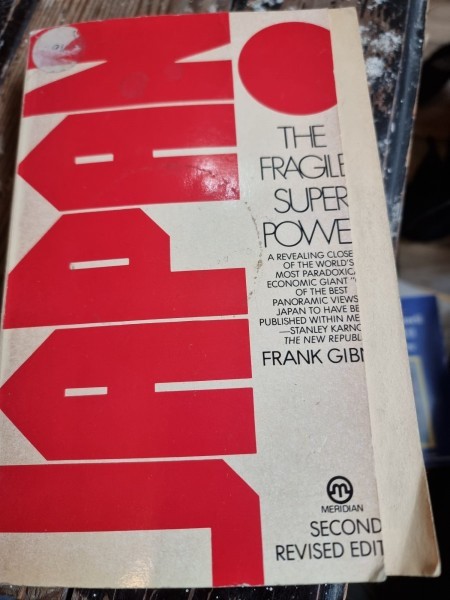 JAPAN
THE
FRAGILE
SUPER
POWE
A REVEALING CLOSE
OF THE WORLD'S
MOST PARADOXICA
ECONOMIC GIANT "
OF THE BEST
PANORAMIC VIEWS
JAPAN TO HAVE BE
PUBLISHED WITHIN ME
—STANLEY KARNO
THE NEW REPUBL
FRANK GIB
MERIDIAN
SECOND
REVISED EDIT